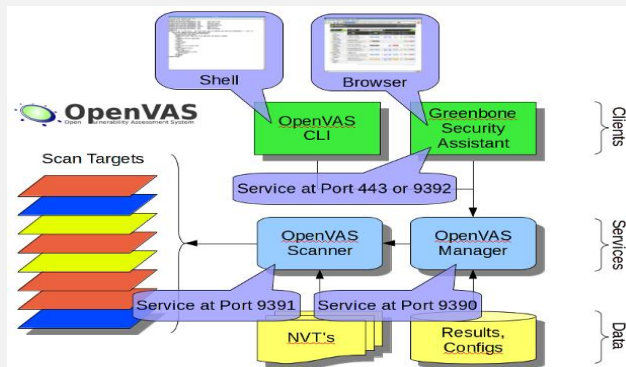 Shell
Browser
OpenVAS
Open Vulnerability Assessment System
OpenVAS
CLI
Greenbone
Security
Assistant
Clients
Scan Targets
Service at Port 443 or 9392
OpenVAS
Scanner
OpenVAS
Manager
Services
Service at Port 9391
Service at Port 9390
NVT's
Results,
Configs
Data